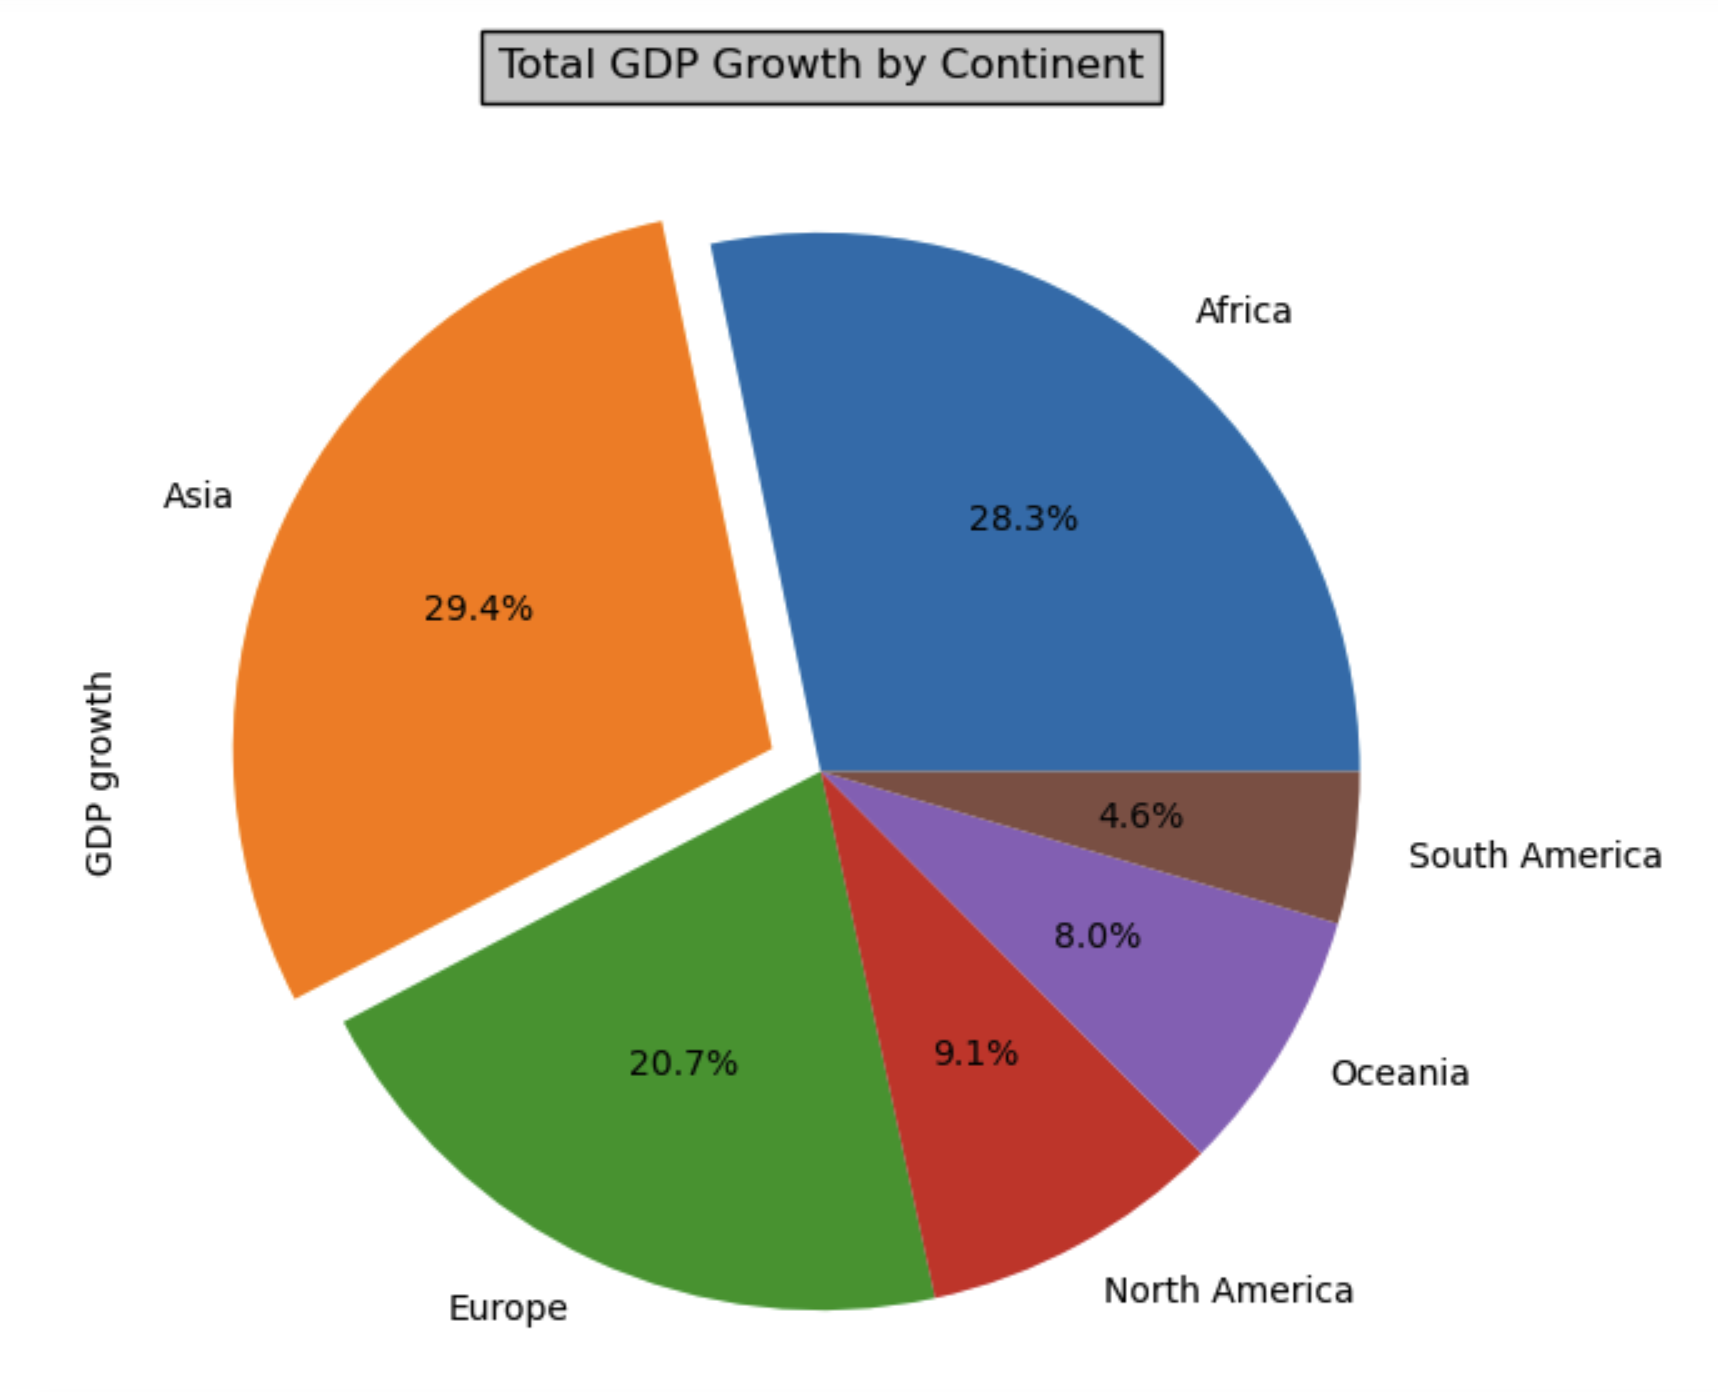 Total GDP Growth by Continent
Africa
28.3%
Asia
29.4%
GDP growth
4.6%
South America
8.0%
Oceania
9.1%
North America
20.7%
Europe